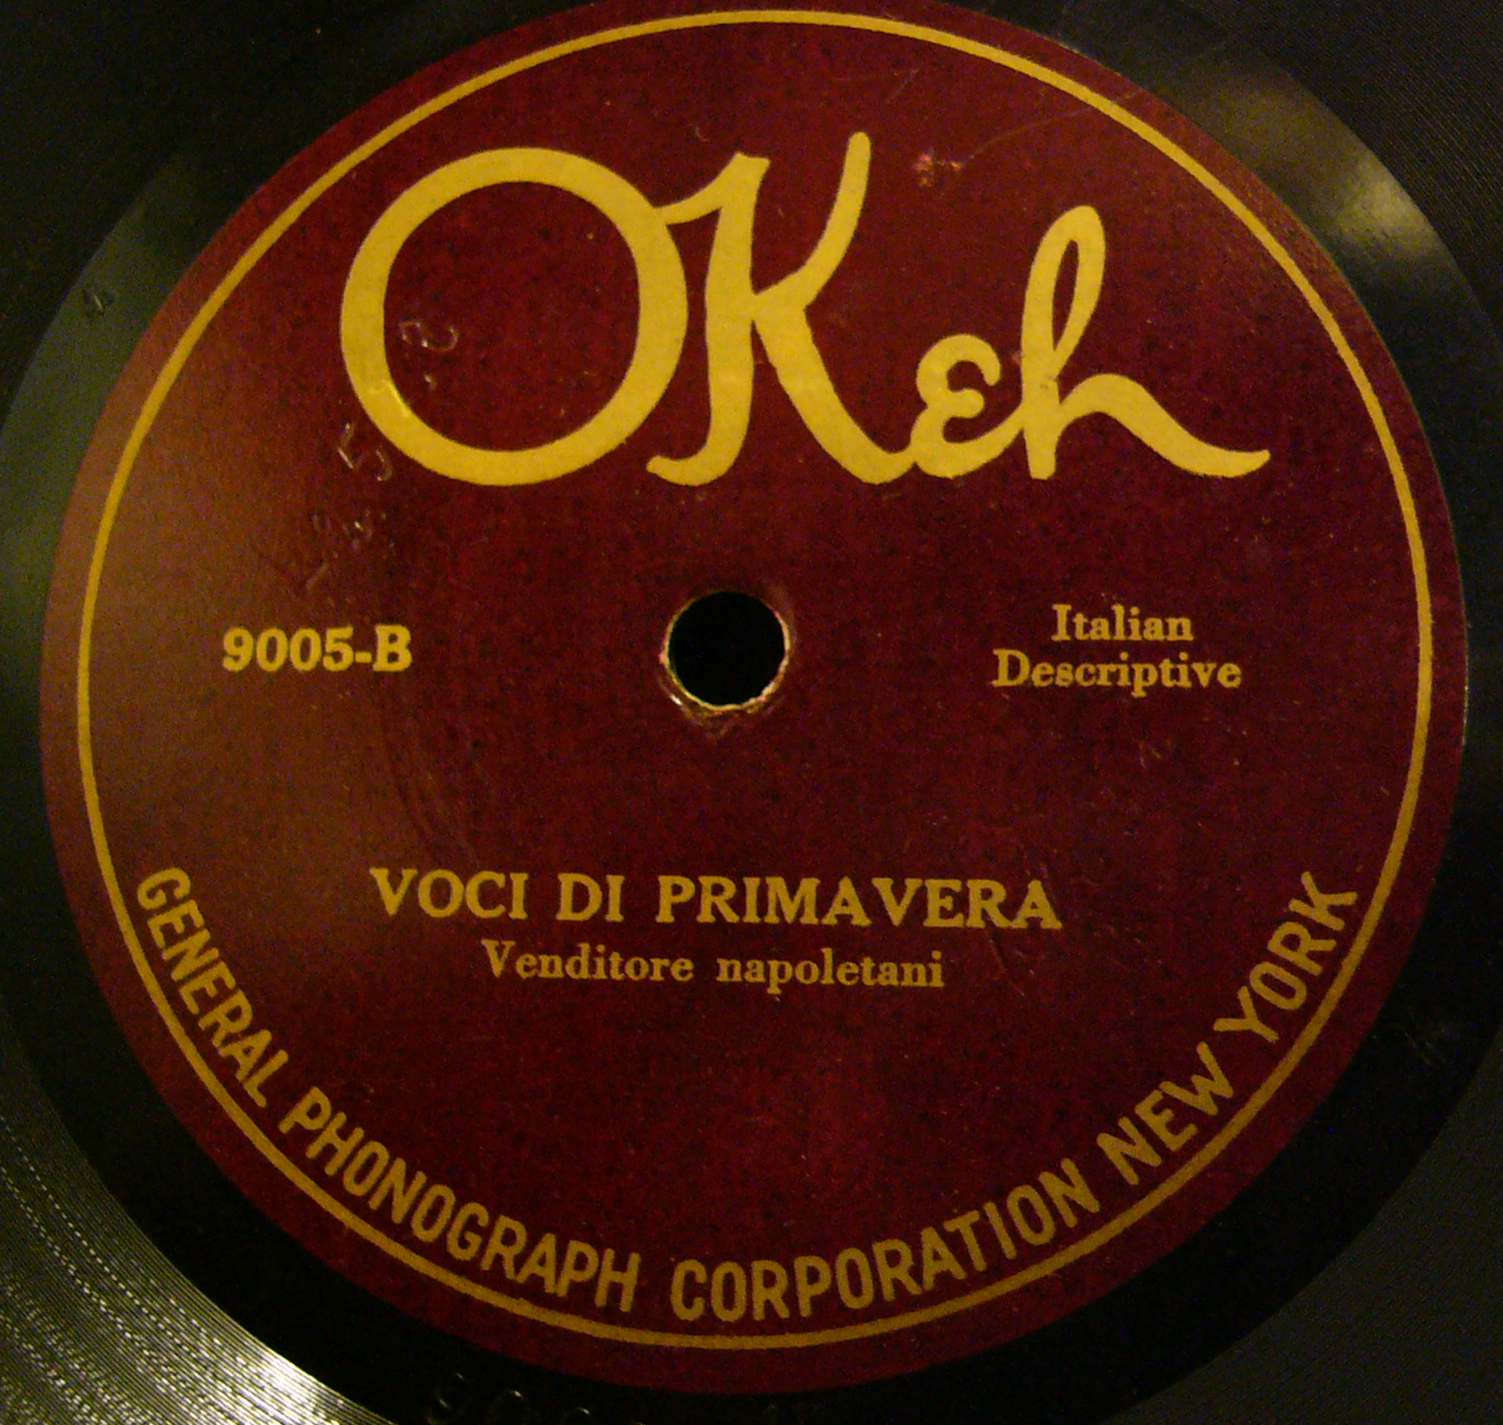 OKeh
9005-B
Italian
Descriptive
VOCI DI PRIMAVERA
Venditore napoletani
GENERAL PHONOGRAPH CORPORATION NEW YORK